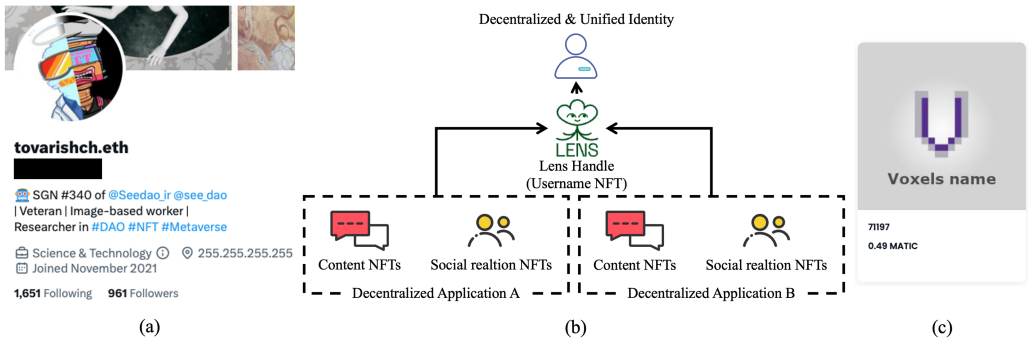 tovarishch.eth
SGN #340 of @Seedao_ir @see_dao
| Veteran | Image-based worker |
Researcher in #DAO #NFT #Metaverse
Science & Technology 255.255.255.255
Joined November 2021
1,651 Following 961 Followers
(a)
Decentralized & Unified Identity
LENS
Lens Handle
(Username NFT)
Content NFTs Social realtion NFTs
Decentralized Application A
Content NFTs Social realtion NFTs
Decentralized Application B
(b)
Voxels name
71197
0.49 MATIC
(c)